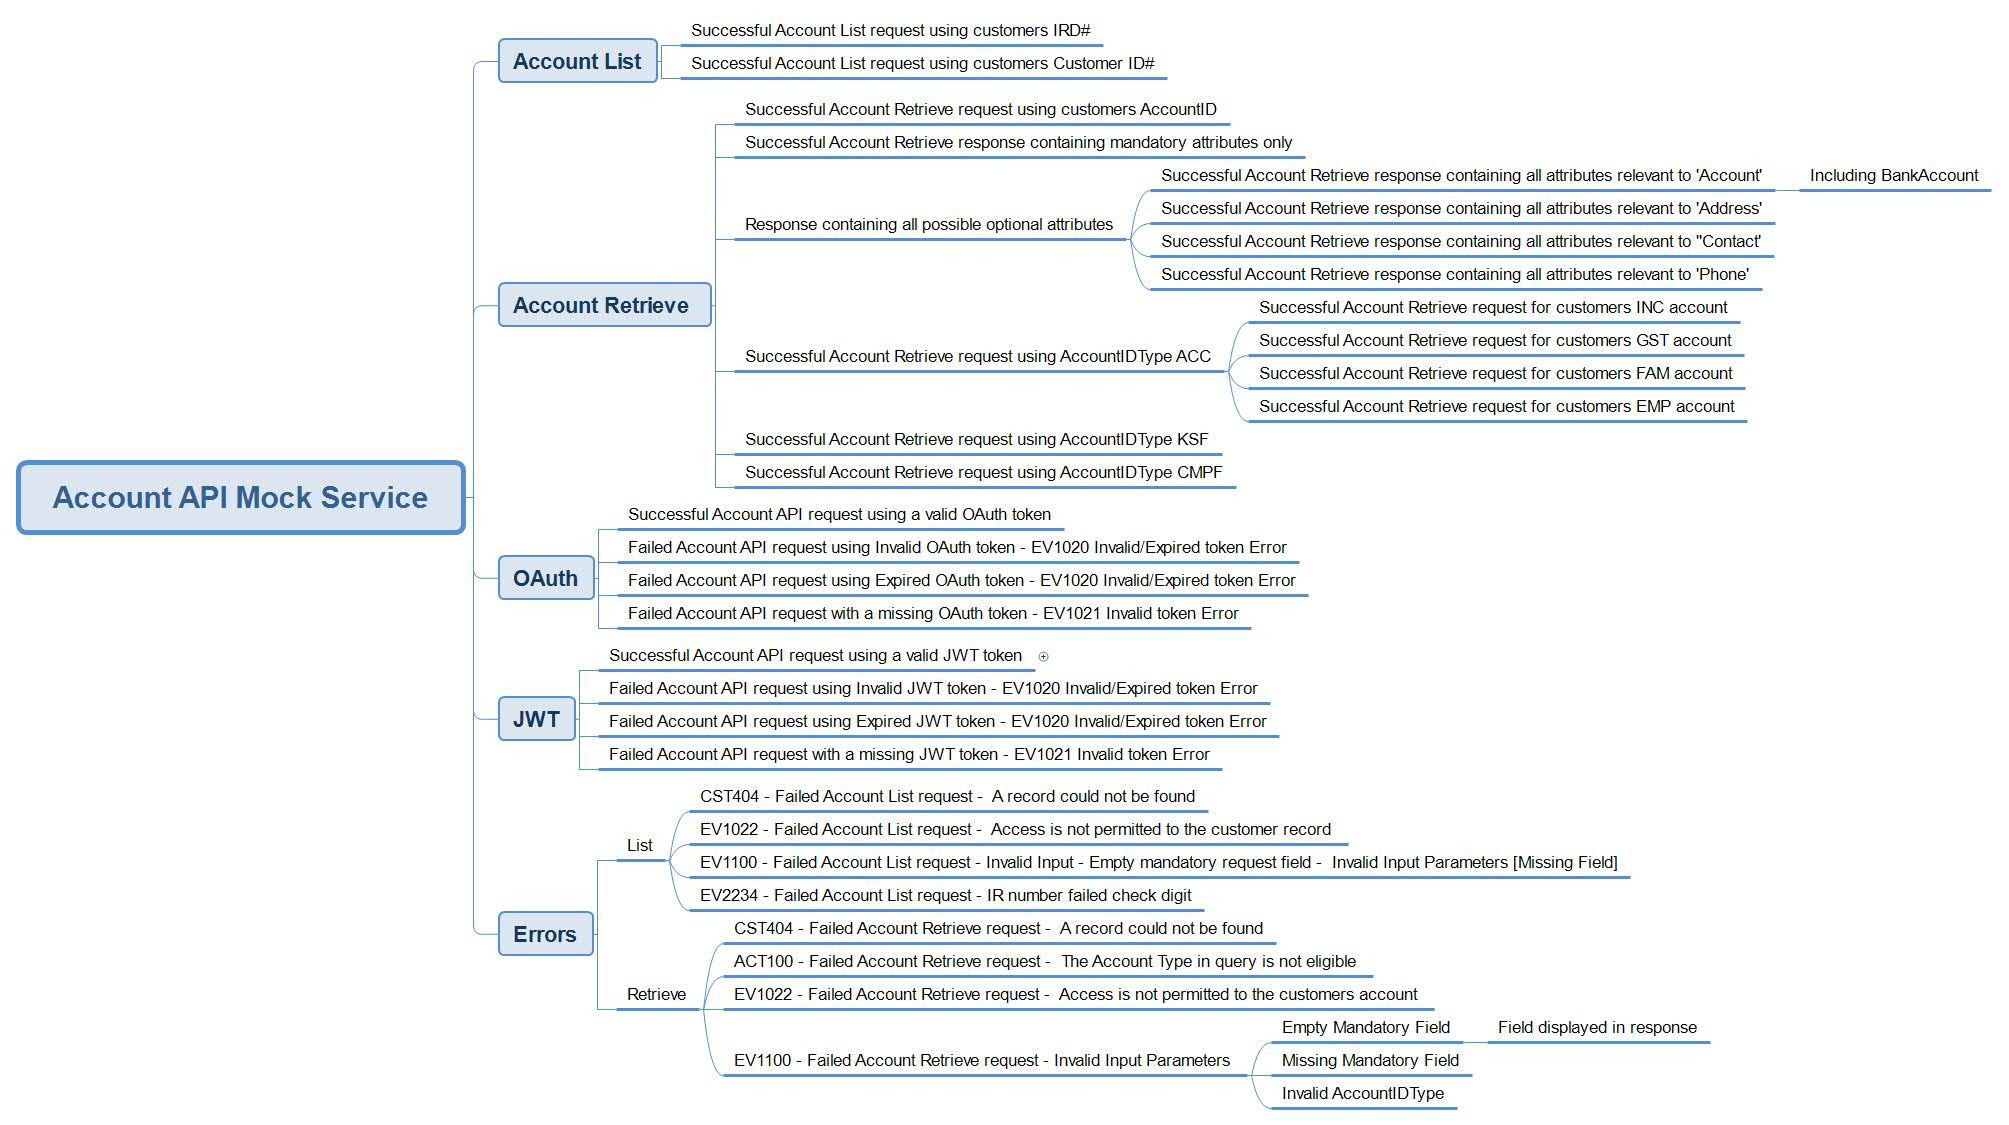 Account API Mock Service
Account List
Successful Account List request using customers IRD#
Successful Account List request using customers Customer ID#
Account Retrieve
Successful Account Retrieve request using customers AccountID
Successful Account Retrieve response containing mandatory attributes only
Response containing all possible optional attributes
Successful Account Retrieve response containing all attributes relevant to 'Account'
Including BankAccount
Successful Account Retrieve response containing all attributes relevant to 'Address'
Successful Account Retrieve response containing all attributes relevant to "Contact'
Successful Account Retrieve response containing all attributes relevant to 'Phone'
Successful Account Retrieve request using AccountIDType ACC
Successful Account Retrieve request for customers INC account
Successful Account Retrieve request for customers GST account
Successful Account Retrieve request for customers FAM account
Successful Account Retrieve request for customers EMP account
Successful Account Retrieve request using AccountIDType KSF
Successful Account Retrieve request using AccountIDType CMPF
OAuth
Successful Account API request using a valid OAuth token
Failed Account API request using Invalid OAuth token - EV1020 Invalid/Expired token Error
Failed Account API request using Expired OAuth token - EV1020 Invalid/Expired token Error
Failed Account API request with a missing OAuth token - EV1021 Invalid token Error
JWT
Successful Account API request using a valid JWT token
Failed Account API request using Invalid JWT token - EV1020 Invalid/Expired token Error
Failed Account API request using Expired JWT token - EV1020 Invalid/Expired token Error
Failed Account API request with a missing JWT token - EV1021 Invalid token Error
Errors
List
CST404 - Failed Account List request - A record could not be found
EV1022 - Failed Account List request - Access is not permitted to the customer record
EV1100 - Failed Account List request - Invalid Input - Empty mandatory request field - Invalid Input Parameters [Missing Field]
EV2234 - Failed Account List request - IR number failed check digit
Retrieve
CST404 - Failed Account Retrieve request - A record could not be found
ACT100 - Failed Account Retrieve request - The Account Type in query is not eligible
EV1022 - Failed Account Retrieve request - Access is not permitted to the customers account
EV1100 - Failed Account Retrieve request - Invalid Input Parameters
Empty Mandatory Field
Field displayed in response
Missing Mandatory Field
Invalid AccountIDType